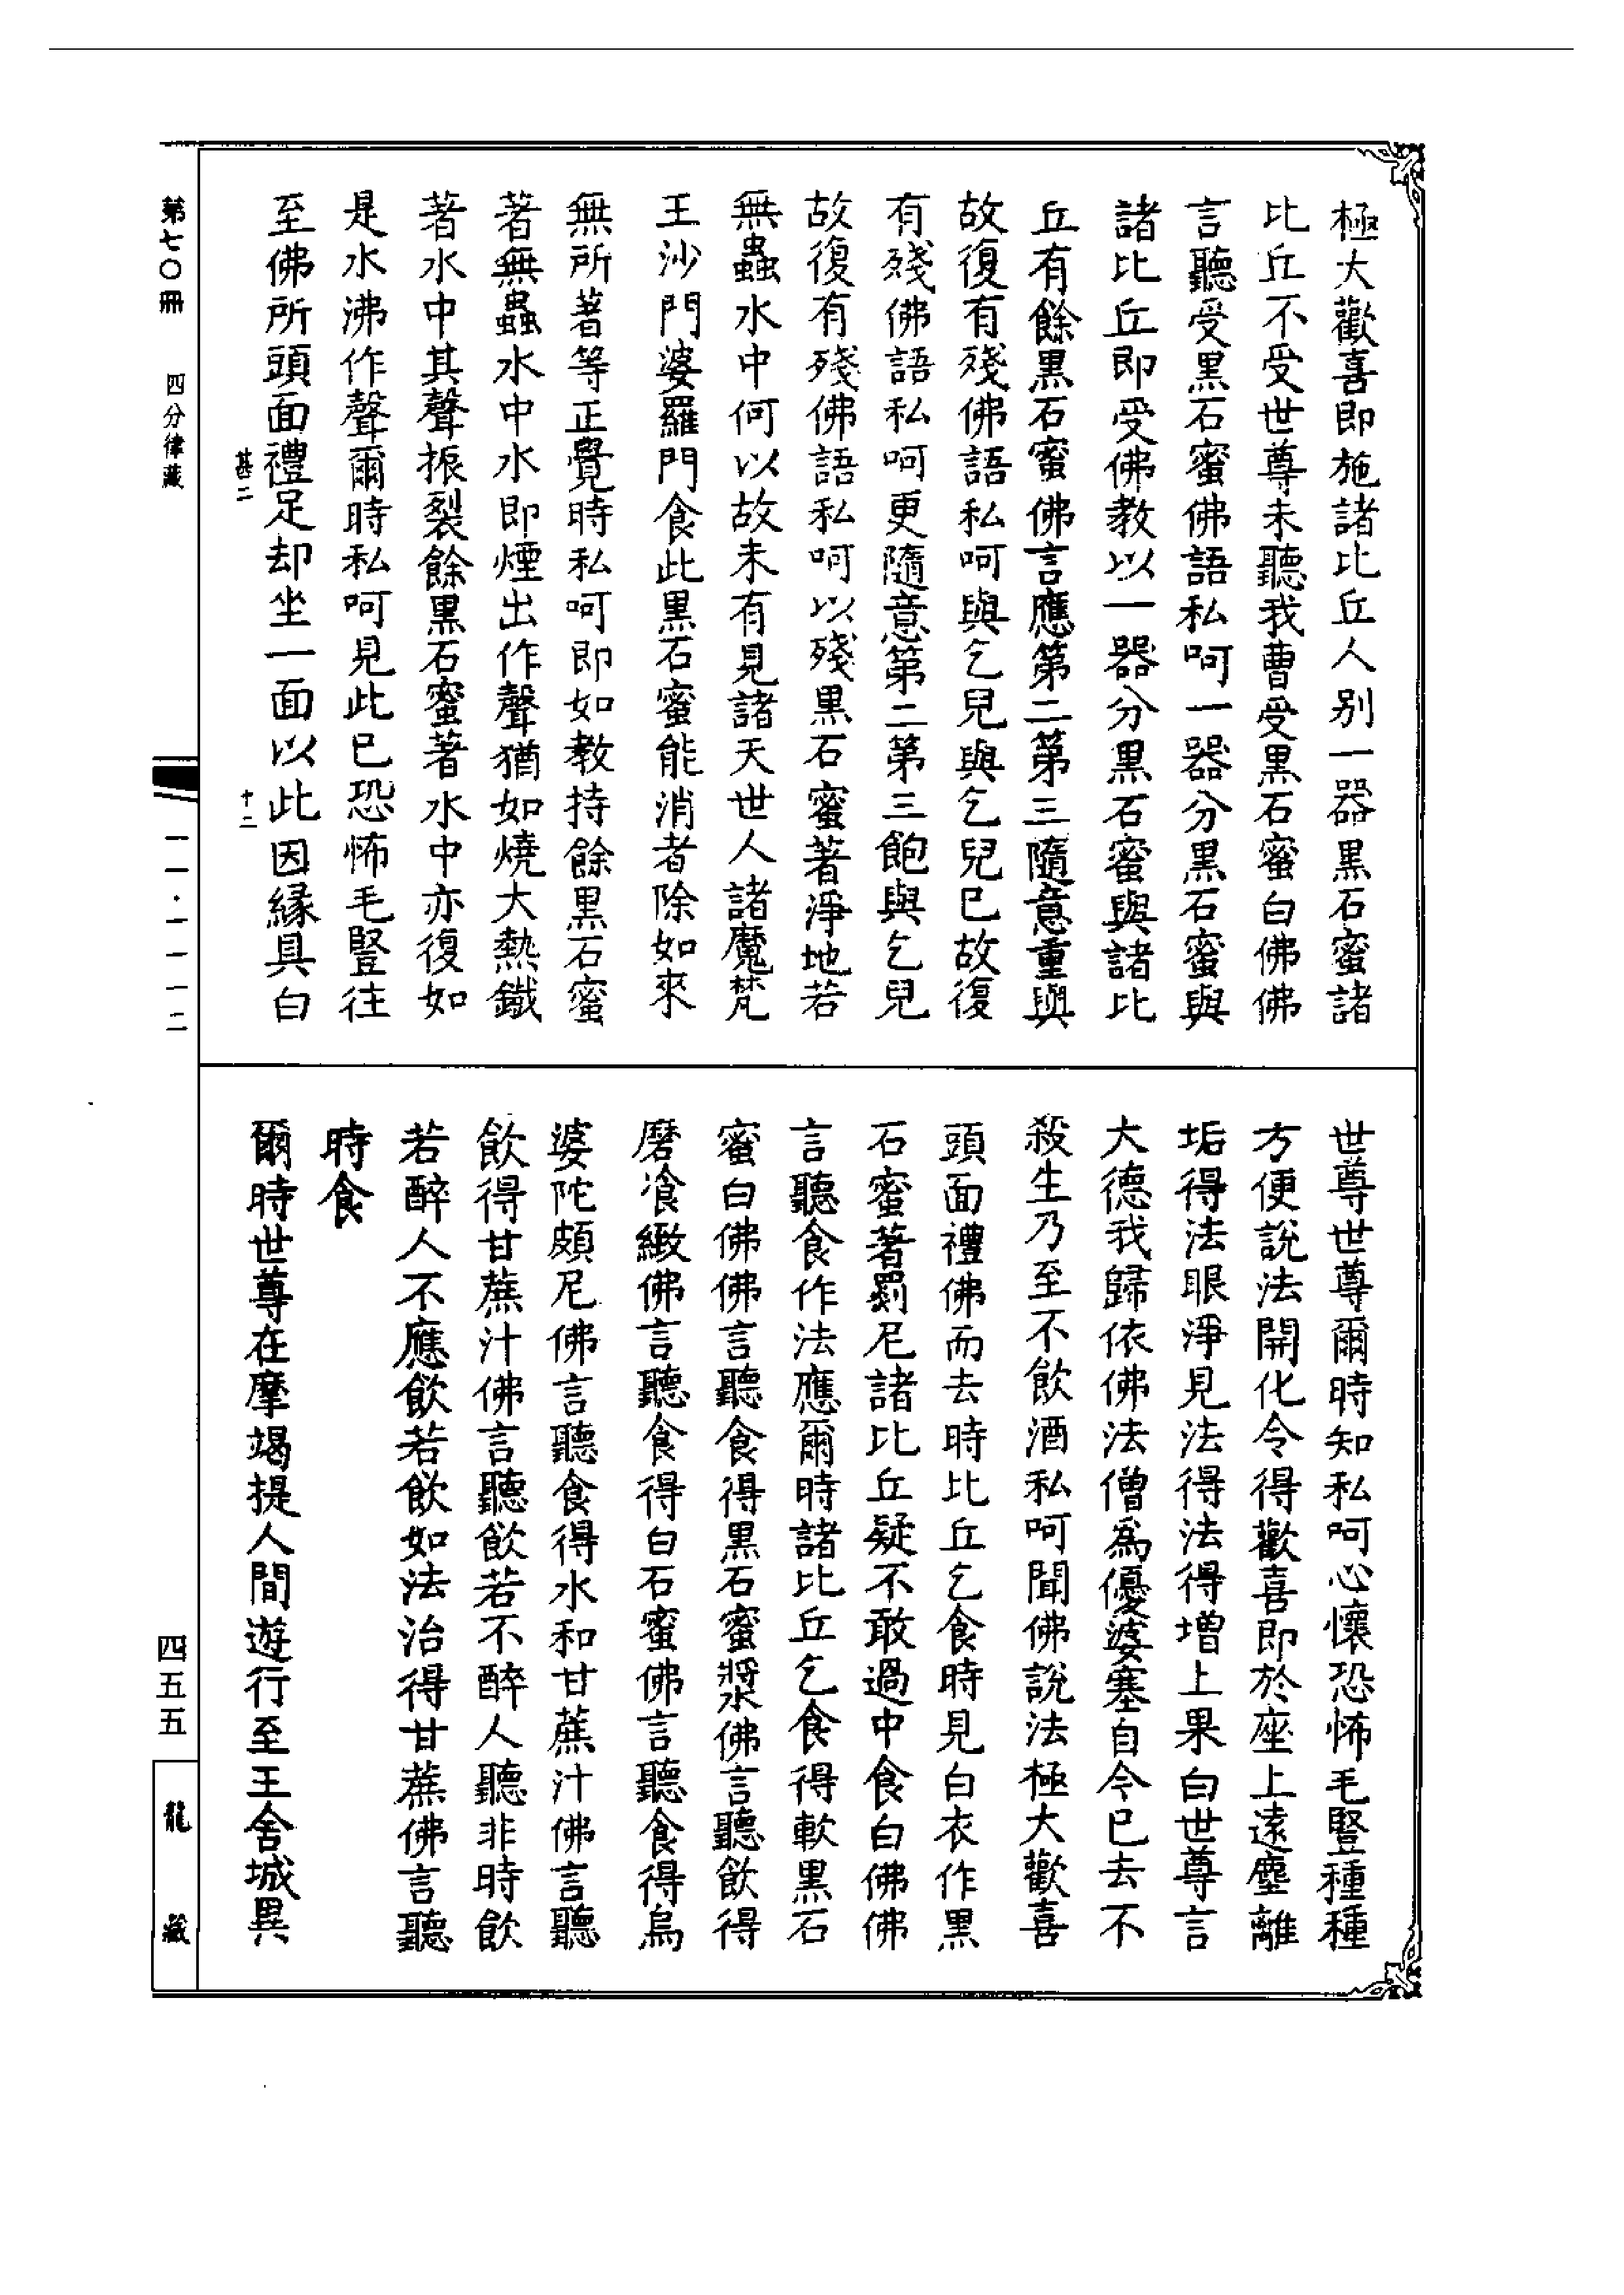 極大歡喜即施諸比丘人别一器黑石蜜諸
比丘不受世尊未聽我曹受黑石蜜白佛佛
言聽受黑石蜜佛語私呵一器分黑石蜜與
諸比丘即受佛教以一器分黑石蜜與諸比
丘有餘黑石蜜佛言應第二第三隨意重與
故復有殘佛語私呵與乞兒與乞兒已故復
有殘佛語私呵更隨意第二第三飽與乞兒
故復有殘佛語私呵以殘黑石蜜著淨地若
無蟲水中何以故未有見諸天世人諸魔梵
王沙門婆羅門食此黑石蜜能消者除如來
無所著等正覺時私呵即如教持餘黑石蜜
著無蟲水中水即煙出作聲猶如燒大熱鐵
著水中其聲振裂餘黑石蜜著水中亦復如
是水沸作聲爾時私呵見此已恐怖毛豎往
至佛所頭面禮足却坐一面以此因緣具白
世尊世尊爾時知私呵心懷恐怖毛豎種種
方便說法開化令得歡喜即於座上遠塵離
垢得法眼淨見法得法得增上果白世尊言
大德我歸依佛法僧為優婆塞自今已去不
殺生乃至不飲酒私呵聞佛說法極大歡喜
頭面禮佛而去時比丘乞食時見白衣作黑
石蜜著罽尼諸比丘疑不敢過中食白佛佛
言聽食作法應爾時諸比丘乞食得軟黑石
蜜白佛佛言聽食得黑石蜜漿佛言聽飲得
磨飡緻佛言聽食得白石蜜佛言聽食得烏
婆陀頗尼佛言聽食得水和甘蔗汁佛言聽
飲得甘蔗汁佛言聽飲若不醉人聽非時飲
若醉人不應飲若飲如法治得甘蔗佛言聽
時食
爾時世尊在摩竭提人間遊行至王舍城異
第七〇冊
四分律藏
甚二
十二
一一·一一一二
四五五
龍藏